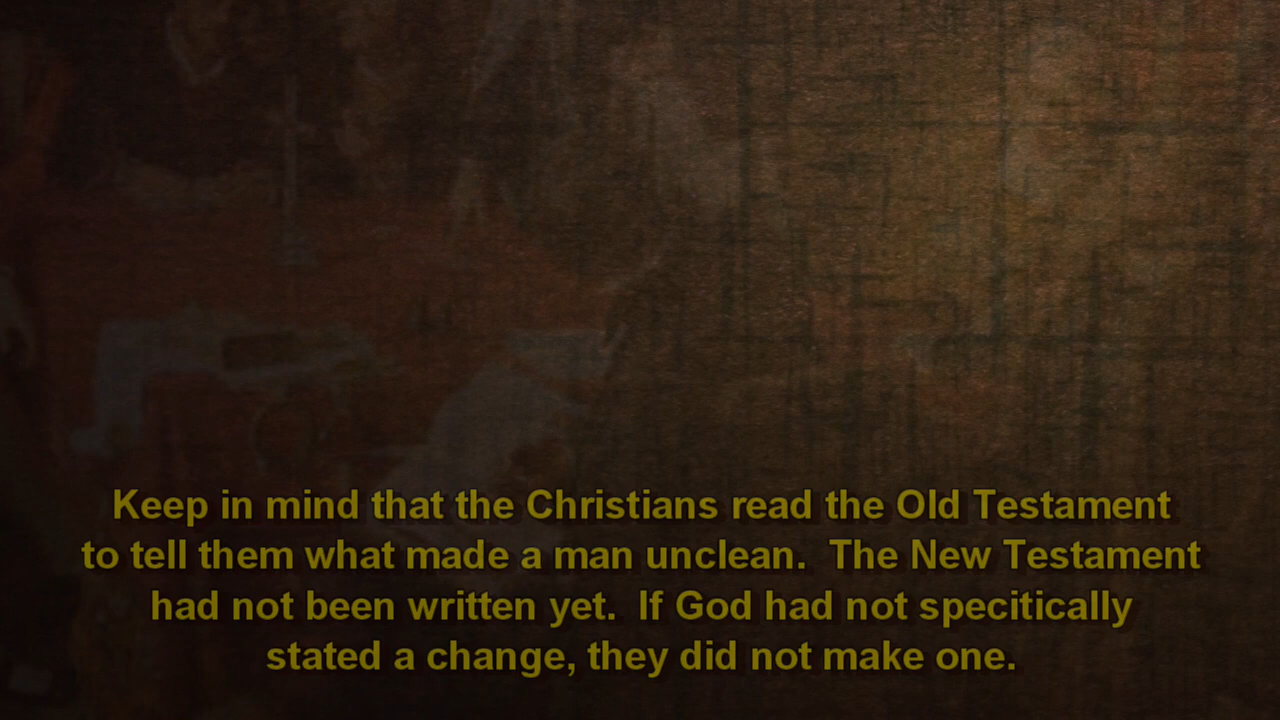 Keep in mind that the Christians read the Old Testament
to tell them what made a man unclean.  The New Testament
had not been written yet.  If God had not specitically
stated a change, they did not make one.